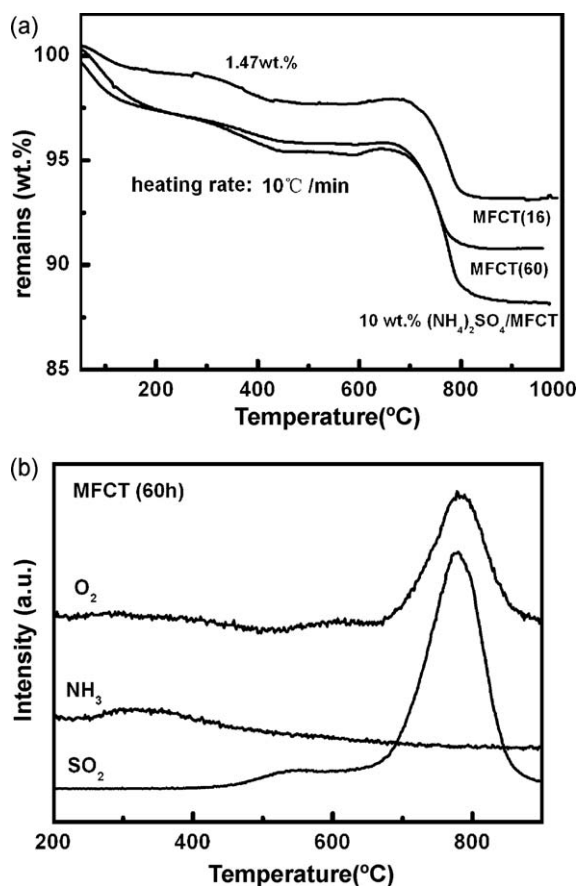 (a)
100
95
90
85
remains (wt.%)
1.47wt.%
heating rate: 10℃ /min
MFCT(16)
MFCT(60)
10 wt.% (NH₄)₂SO₄/MFCT
200 400 600 800 1000
Temperature(ºC)
(b)
MFCT (60h)
O₂
NH₃
SO₂
Intensity (a.u.)
200 400 600 800
Temperature(ºC)